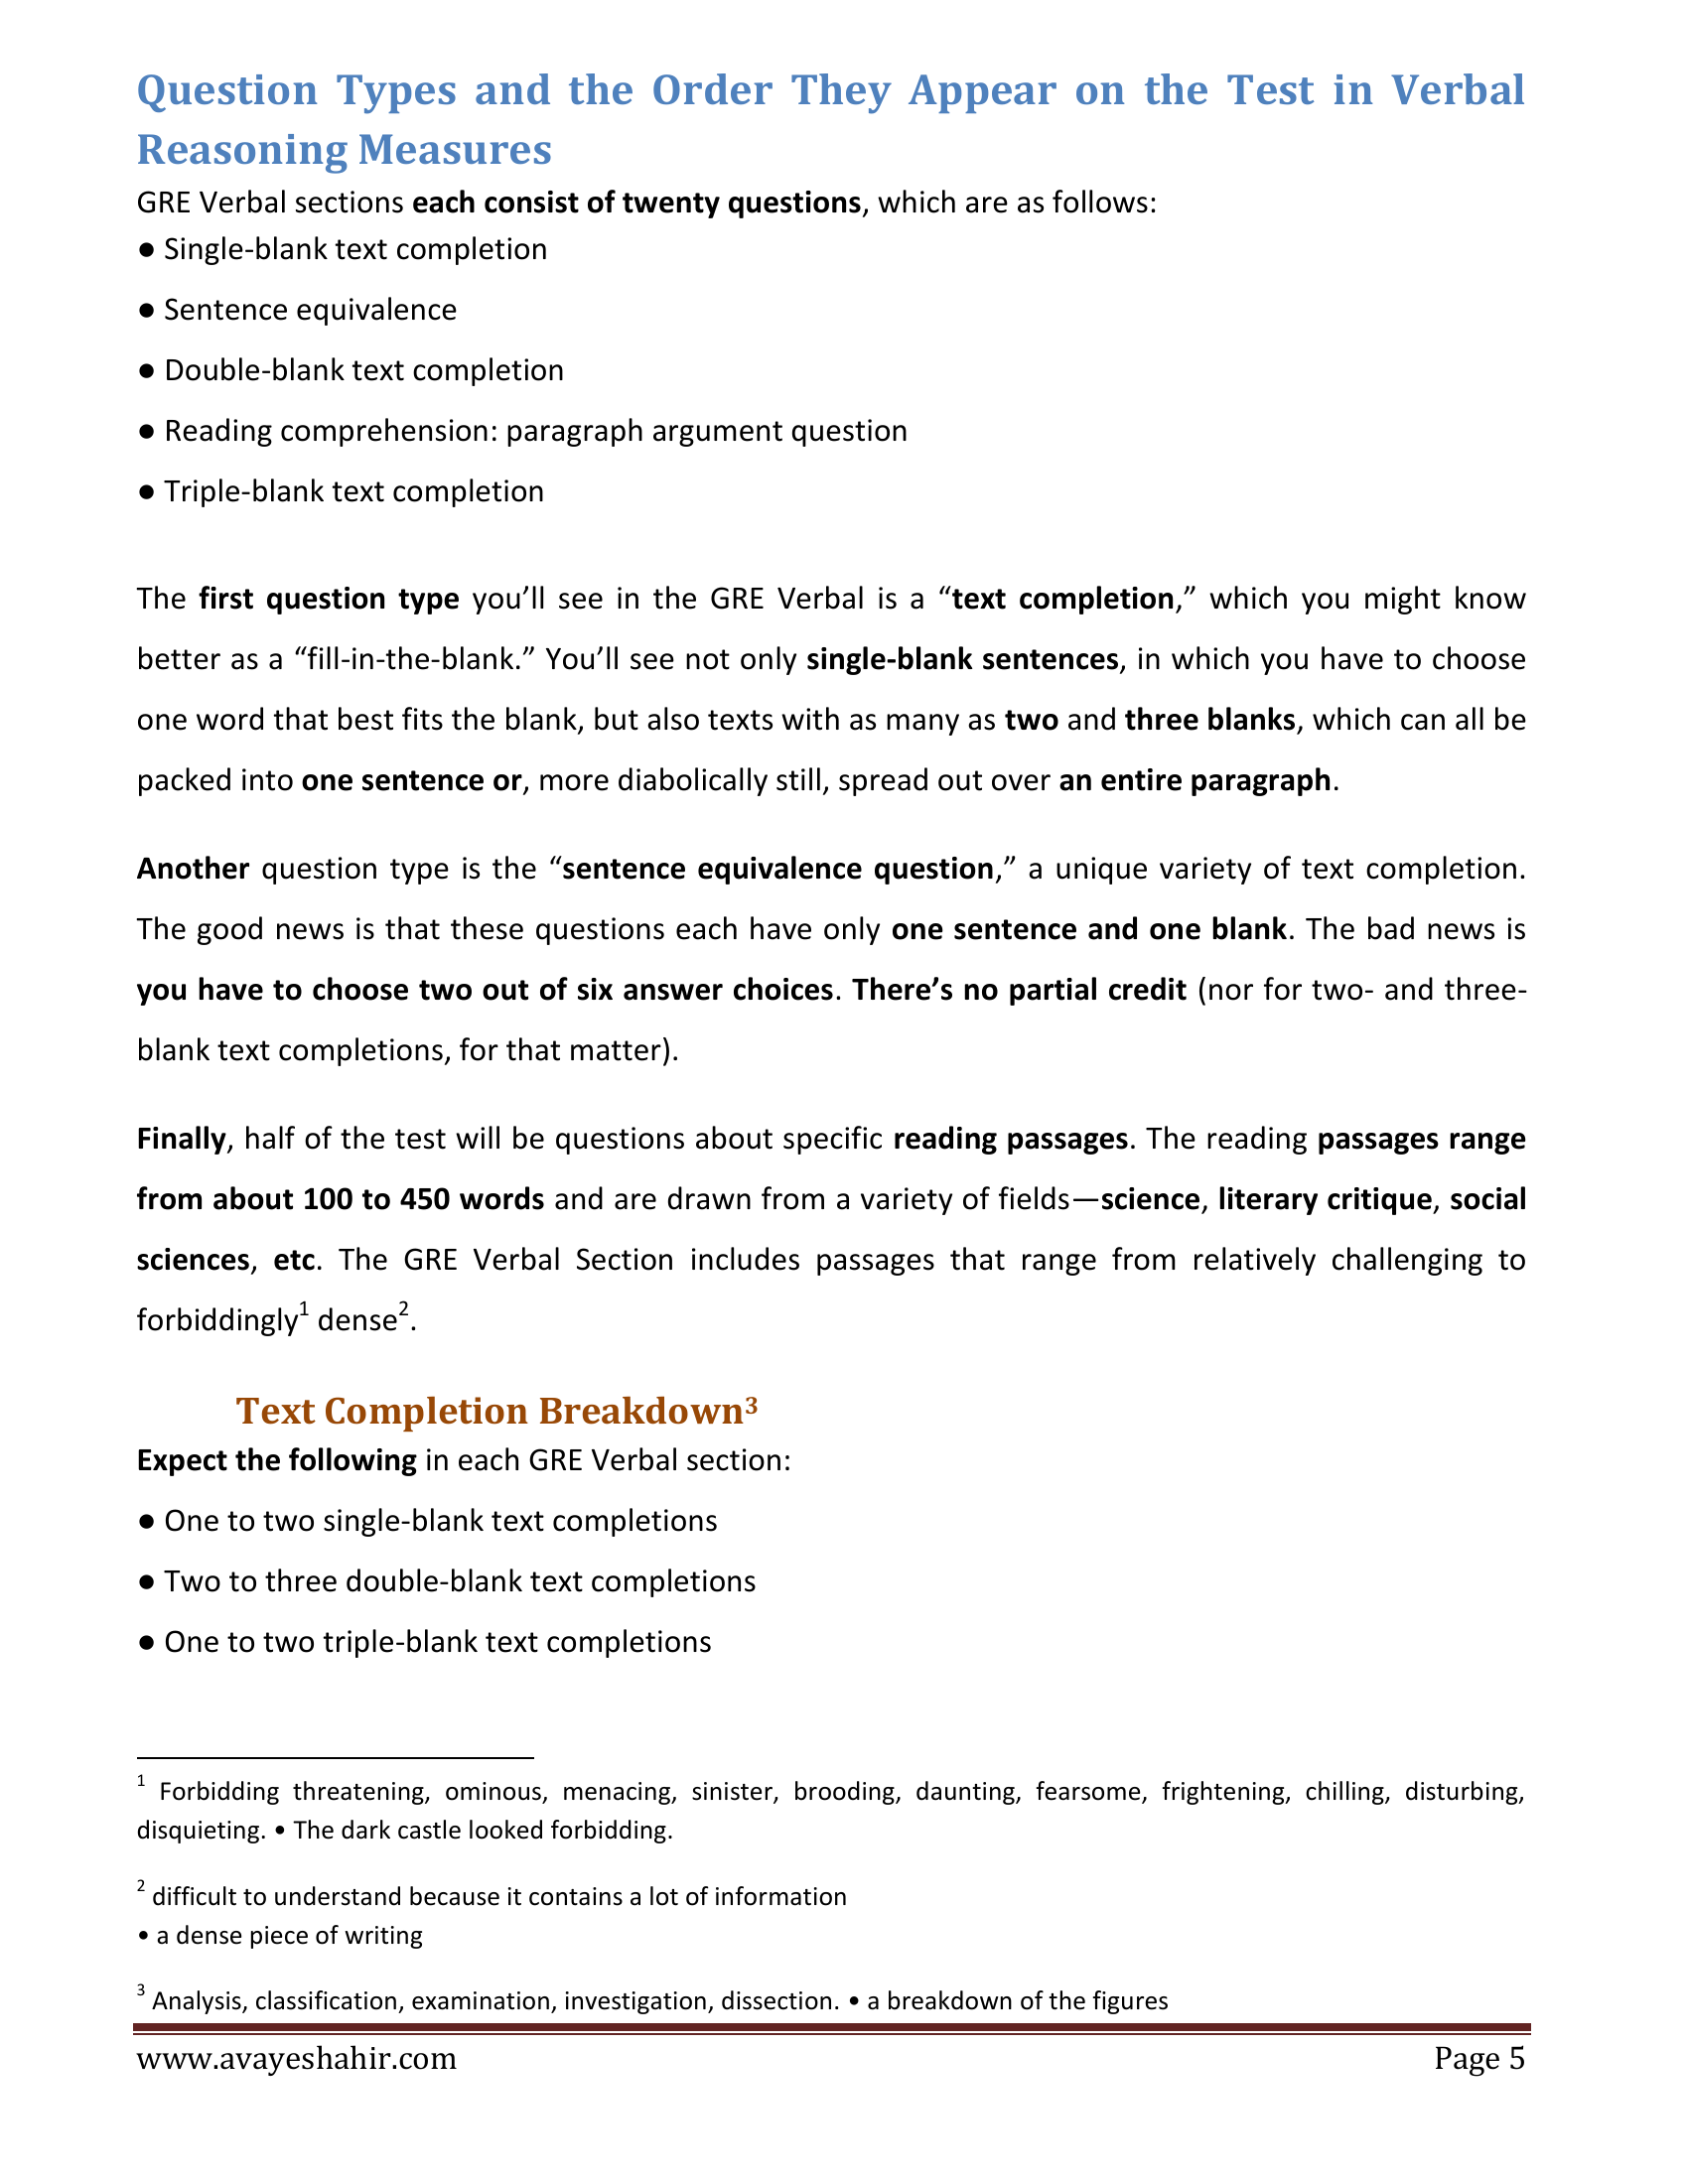 Question Types and the Order They Appear on the Test in Verbal
Reasoning Measures
GRE Verbal sections each consist of twenty questions, which are as follows:
● Single-blank text completion
● Sentence equivalence
● Double-blank text completion
● Reading comprehension: paragraph argument question
● Triple-blank text completion
The first question type you’ll see in the GRE Verbal is a “text completion,” which you might know
better as a “fill-in-the-blank.” You’ll see not only single-blank sentences, in which you have to choose
one word that best fits the blank, but also texts with as many as two and three blanks, which can all be
packed into one sentence or, more diabolically still, spread out over an entire paragraph.
Another question type is the “sentence equivalence question,” a unique variety of text completion.
The good news is that these questions each have only one sentence and one blank. The bad news is
you have to choose two out of six answer choices. There’s no partial credit (nor for two- and three-
blank text completions, for that matter).
Finally, half of the test will be questions about specific reading passages. The reading passages range
from about 100 to 450 words and are drawn from a variety of fields—science, literary critique, social
sciences, etc. The GRE Verbal Section includes passages that range from relatively challenging to
forbiddingly1 dense2.
Text Completion Breakdown3
Expect the following in each GRE Verbal section:
● One to two single-blank text completions
● Two to three double-blank text completions
● One to two triple-blank text completions
1 Forbidding threatening, ominous, menacing, sinister, brooding, daunting, fearsome, frightening, chilling, disturbing,
disquieting. • The dark castle looked forbidding.
2 difficult to understand because it contains a lot of information
• a dense piece of writing
3 Analysis, classification, examination, investigation, dissection. • a breakdown of the figures
www.avayeshahir.com Page 5